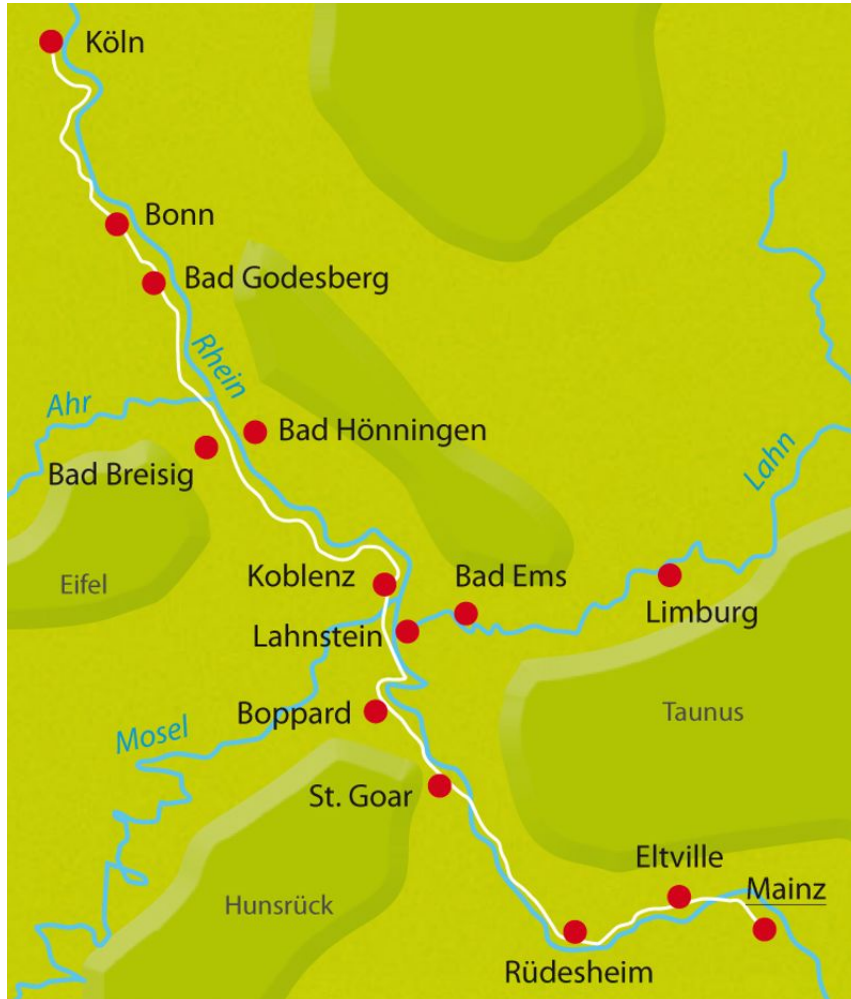 Köln
Bonn
Bad Godesberg
Rhein
Ahr
Bad Hönningen
Bad Breisig
Lahn
Koblenz
Bad Ems
Eifel
Limburg
Lahnstein
Boppard
Taunus
Mosel
St. Goar
Eltville
Mainz
Hunsrück
Rüdesheim